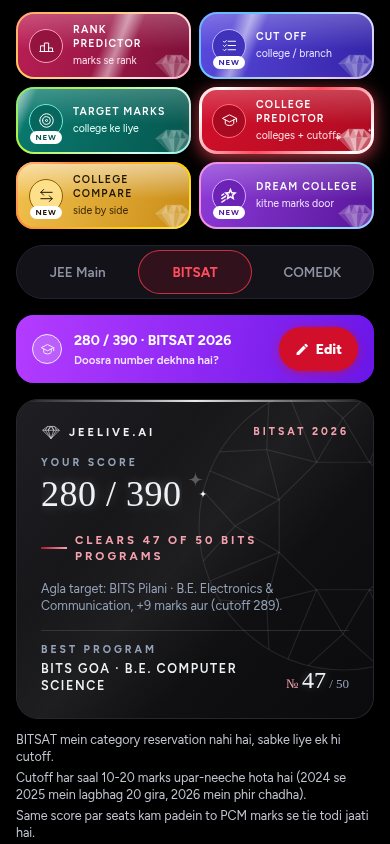 RANK
PREDICTOR
marks se rank
CUT OFF
college / branch
NEW
TARGET MARKS
college ke liye
NEW
COLLEGE
PREDICTOR
colleges + cutoffs
COLLEGE
COMPARE
side by side
NEW
DREAM COLLEGE
kitne marks door
NEW
JEE Main
BITSAT
COMEDK
280 / 390 · BITSAT 2026
Doosra number dekhna hai?
Edit
JEELIVE.AI
BITSAT 2026
YOUR SCORE
280 / 390
CLEARS 47 OF 50 BITS
PROGRAMS
Agla target: BITS Pilani · B.E. Electronics &
Communication, +9 marks aur (cutoff 289).
BEST PROGRAM
BITS GOA · B.E. COMPUTER
SCIENCE
№ 47 / 50
BITSAT mein category reservation nahi hai, sabke liye ek hi
cutoff.
Cutoff har saal 10-20 marks upar-neeche hota hai (2024 se
2025 mein lagbhag 20 gira, 2026 mein phir chadha).
Same score par seats kam padein to PCM marks se tie todi jaati
hai.